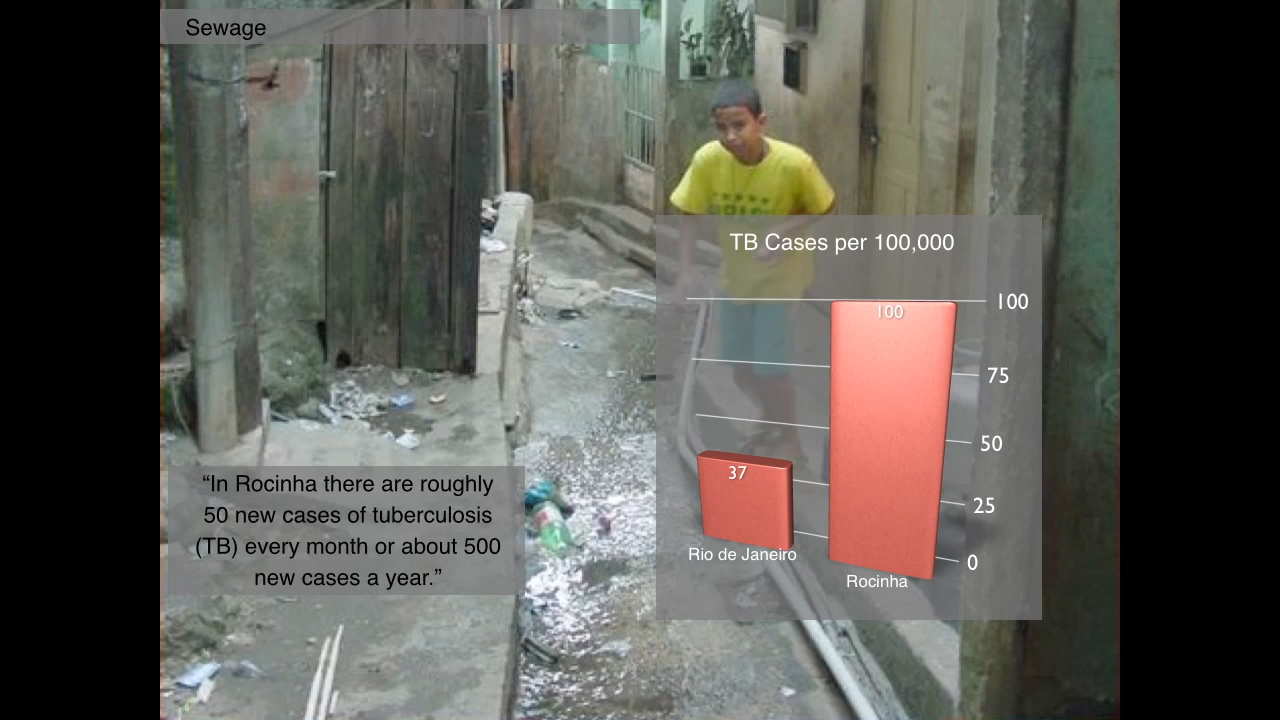 Sewage
TB Cases per 100,000
100
100
75
50
37
25
0
Rio de Janeiro
Rocinha
“In Rocinha there are roughly
50 new cases of tuberculosis
(TB) every month or about 500
new cases a year.”